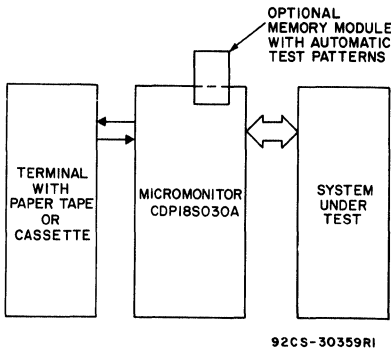 OPTIONAL
MEMORY MODULE
WITH AUTOMATIC
TEST PATTERNS
TERMINAL
WITH
PAPER TAPE
OR
CASSETTE
MICROMONITOR
CDP18S030A
SYSTEM
UNDER
TEST
92CS-30359R1